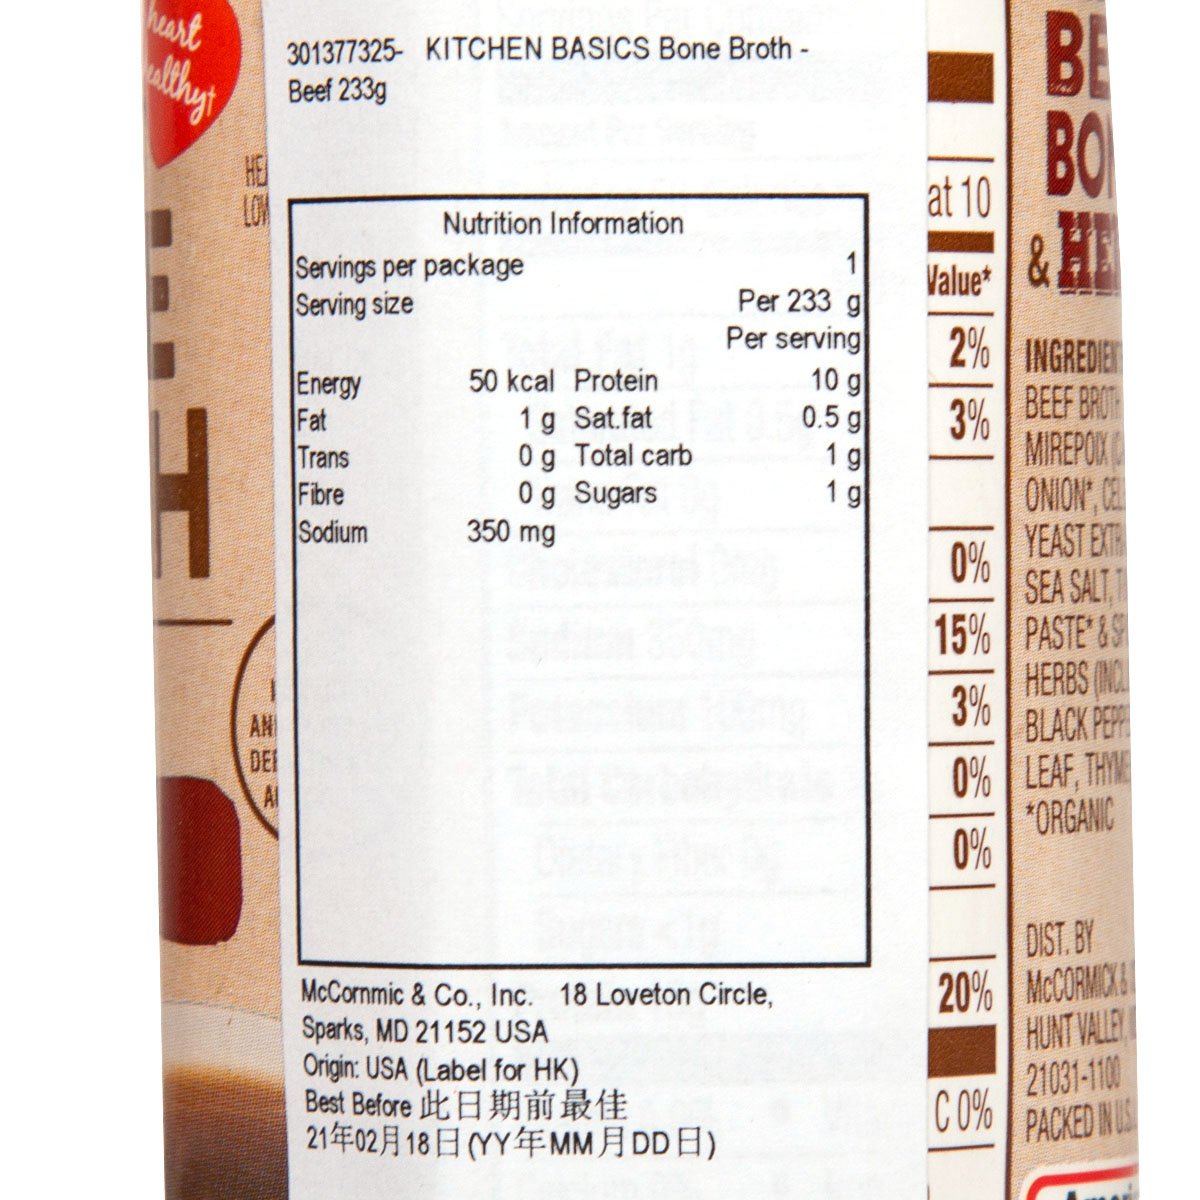 heart
healthy†
301377325- KITCHEN BASICS Bone Broth -
Beef 233g
Nutrition Information
Servings per package 1
Serving size Per 233 g
Per serving
Energy 50 kcal Protein 10 g
Fat 1 g Sat.fat 0.5 g
Trans 0 g Total carb 1 g
Fibre 0 g Sugars 1 g
Sodium 350 mg
McCornmic & Co., Inc. 18 Loveton Circle,
Sparks, MD 21152 USA
Origin: USA (Label for HK)
Best Before 此日期前最佳
21年02月18日(YY年MM月DD日)
at 10
Value*
2%
3%
0%
15%
3%
0%
0%
20%
C 0%
&
INGREDIEN
BEEF BROTH
MIREPOIX
ONION*, CEL
YEAST EXTR
SEA SALT, T
PASTE* & SP
HERBS (INCL
BLACK PEPPE
LEAF, THYME
*ORGANIC
DIST. BY
McCORMICK &
HUNT VALLEY,
21031-1100
PACKED IN U.S.